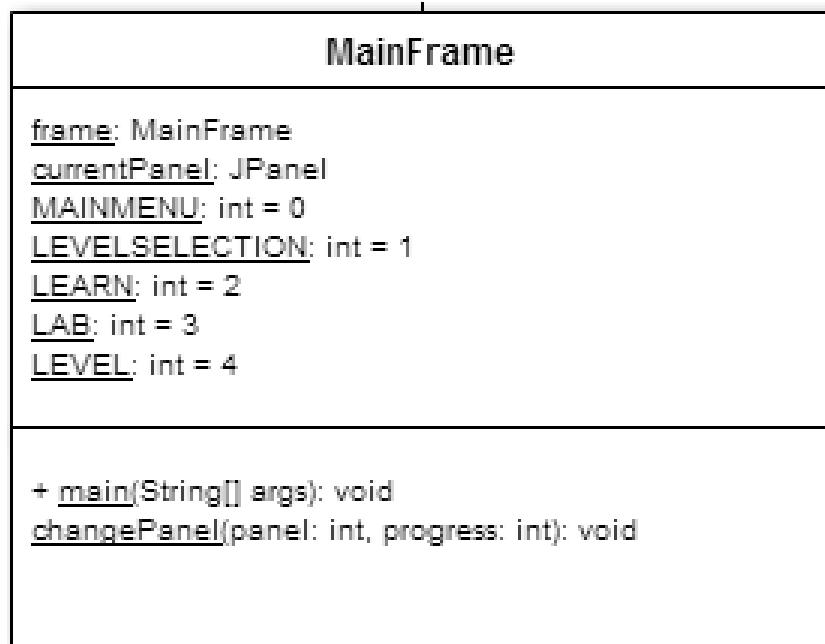 MainFrame
frame: MainFrame
currentPanel: JPanel
MAINMENU: int = 0
LEVELSELECTION: int = 1
LEARN: int = 2
LAB: int = 3
LEVEL: int = 4
+ main(String[] args): void
changePanel(panel: int, progress: int): void